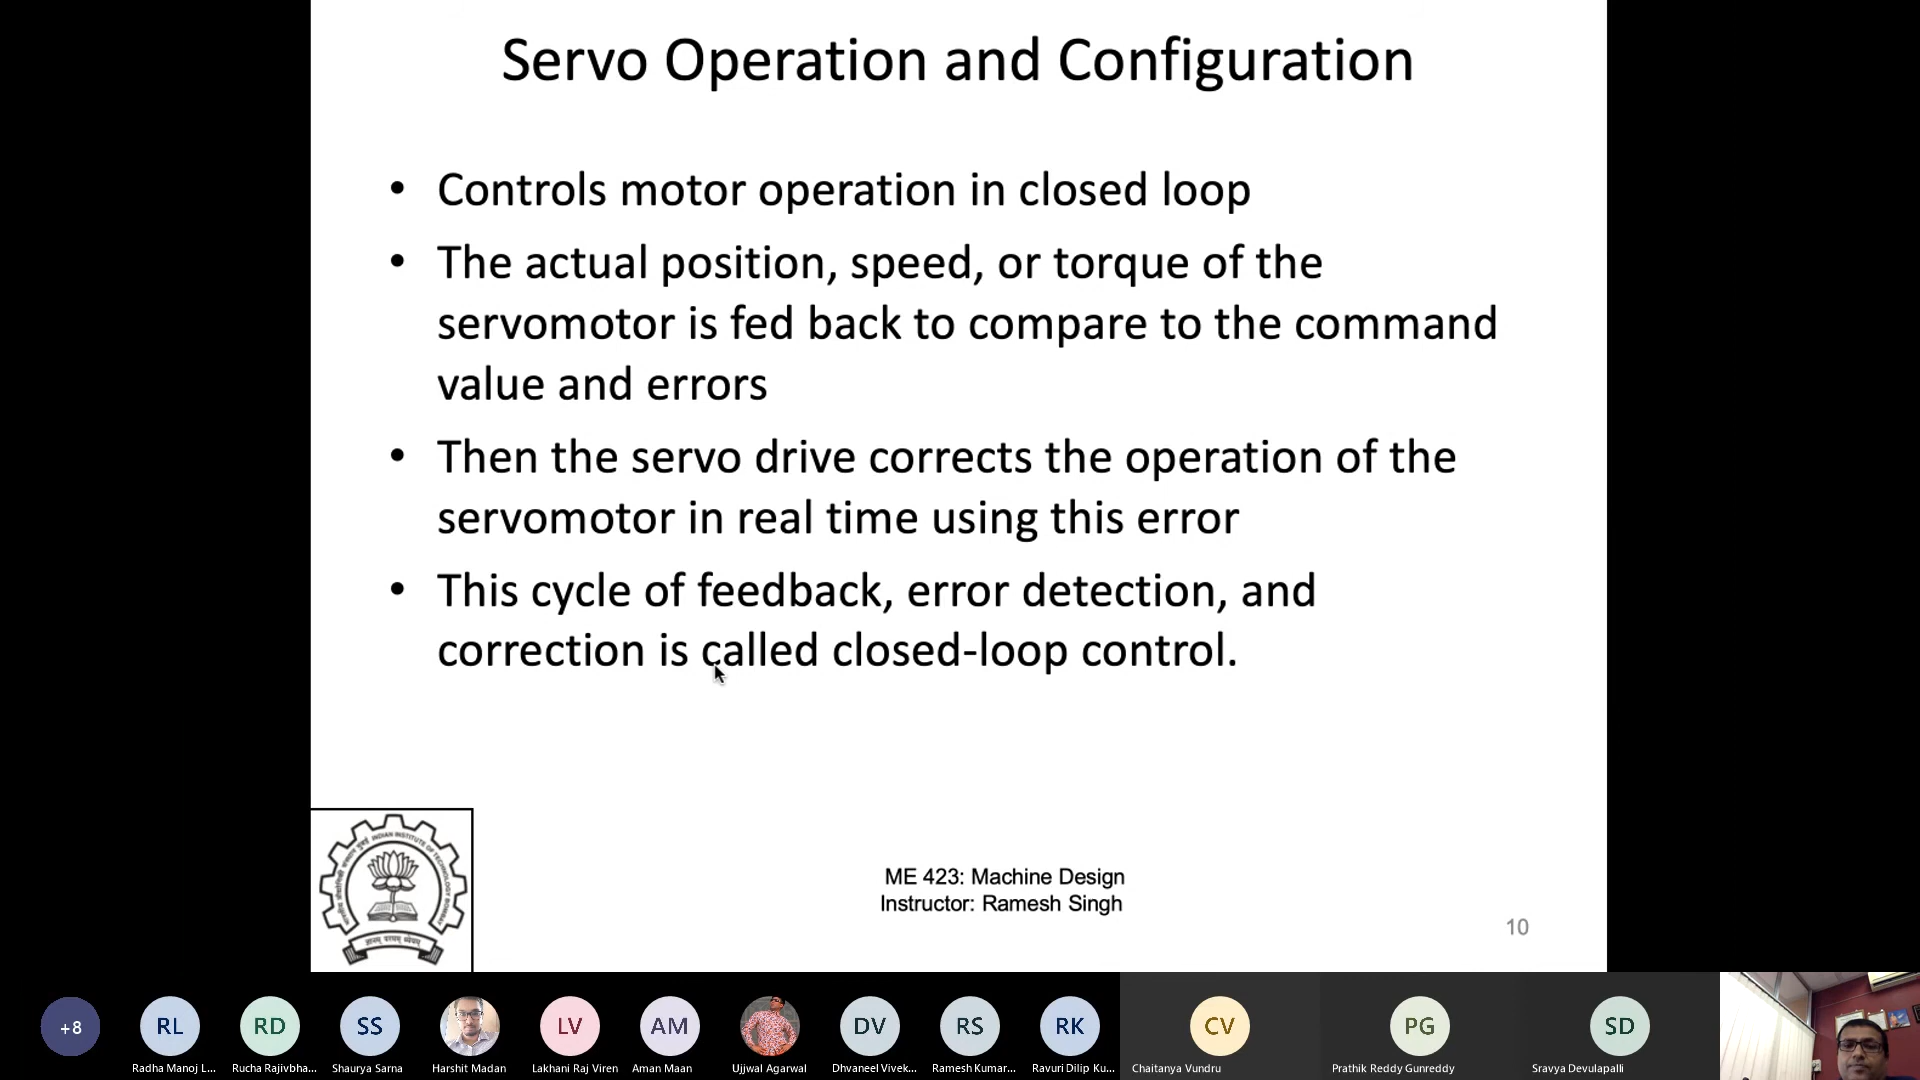 Servo Operation and Configuration
• Controls motor operation in closed loop
• The actual position, speed, or torque of the
servomotor is fed back to compare to the command
value and errors
• Then the servo drive corrects the operation of the
servomotor in real time using this error
• This cycle of feedback, error detection, and
correction is called closed-loop control.
INDIAN INSTITUTE OF TECHNOLOGY BOMBAY
ME 423: Machine Design
Instructor: Ramesh Singh
10
+8
RL
RD
SS
LV
AM
DV
RS
RK
CV
PG
SD
Radha Manoj L...
Rucha Rajivbha...
Shaurya Sarna
Harshit Madan
Lakhani Raj Viren
Aman Maan
Ujjwal Agarwal
Dhvaneel Vivek...
Ramesh Kumar...
Ravuri Dilip Ku...
Chaitanya Vundru
Prathik Reddy Gunreddy
Sravya Devulapalli